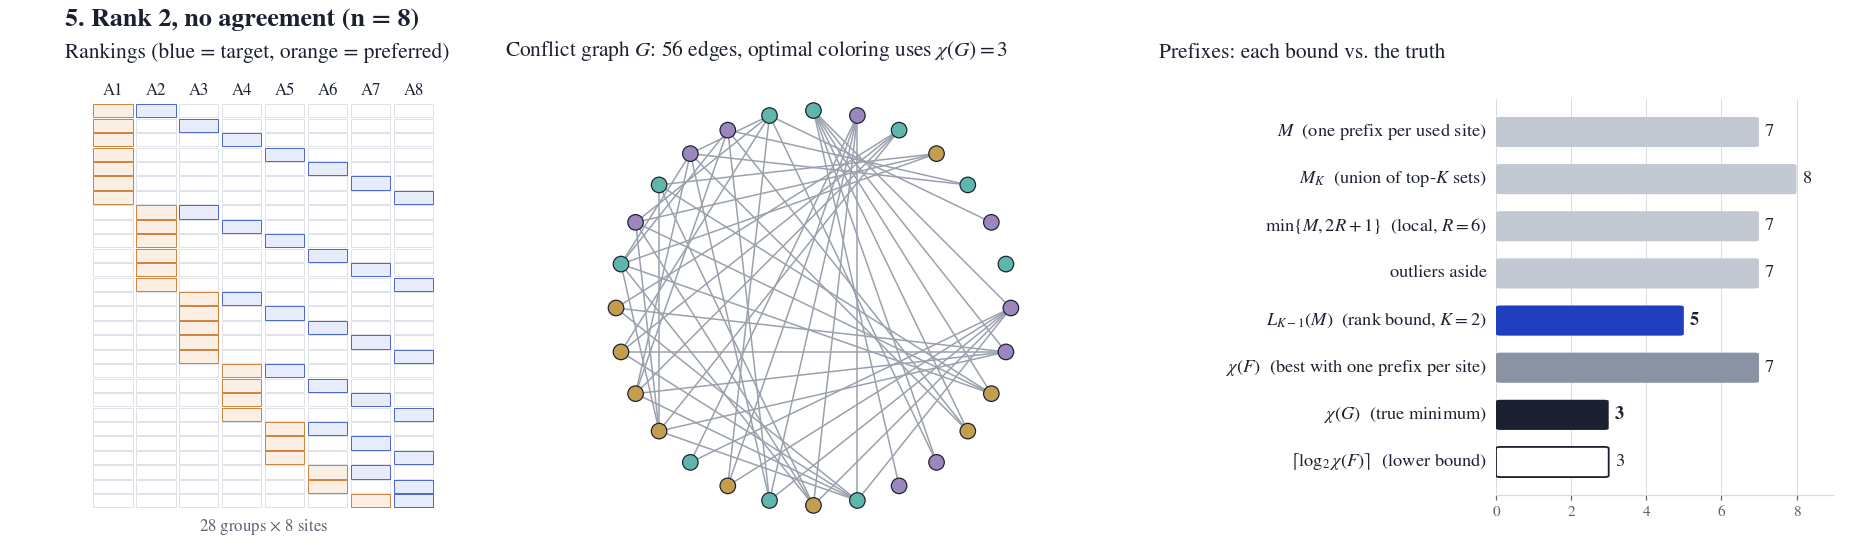 5. Rank 2, no agreement (n = 8)
Rankings (blue = target, orange = preferred)
A1 A2 A3 A4 A5 A6 A7 A8
28 groups × 8 sites
Conflict graph G: 56 edges, optimal coloring uses χ(G) = 3
Prefixes: each bound vs. the truth
M (one prefix per used site) 7
M_K (union of top-K sets) 8
min{M, 2R + 1} (local, R = 6) 7
outliers aside 7
L_{K−1}(M) (rank bound, K = 2) 5
χ(F) (best with one prefix per site) 7
χ(G) (true minimum) 3
⌈log₂ χ(F)⌉ (lower bound) 3
0 2 4 6 8